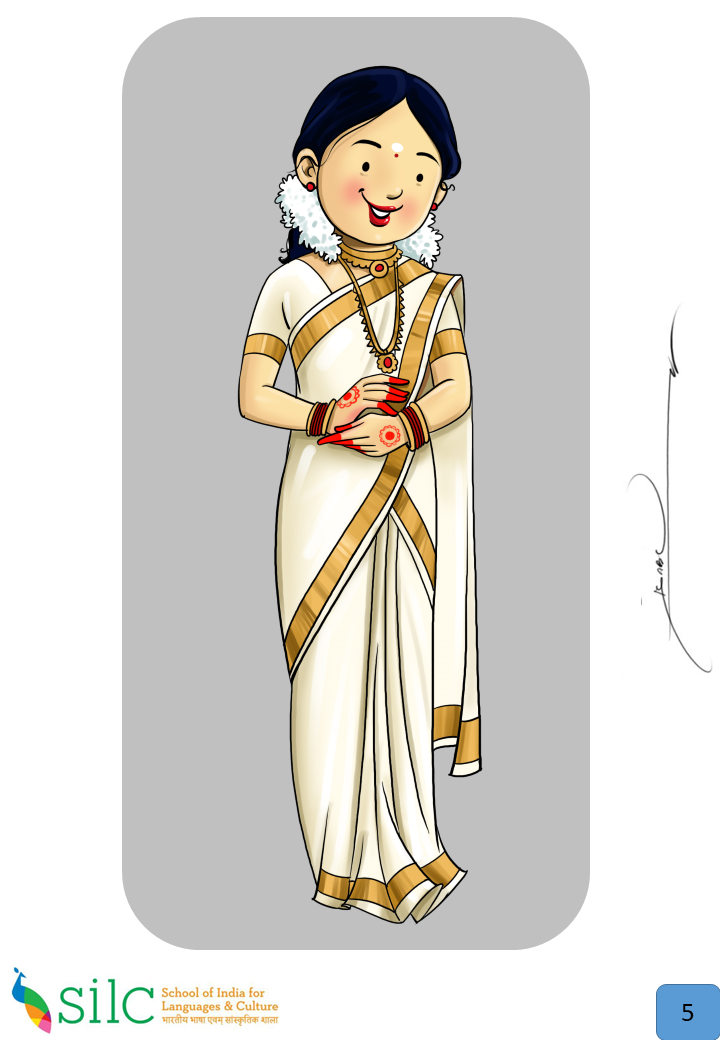 silc
School of India for
Languages & Culture
भारतीय भाषा एवम् सांस्कृतिक शाला
5